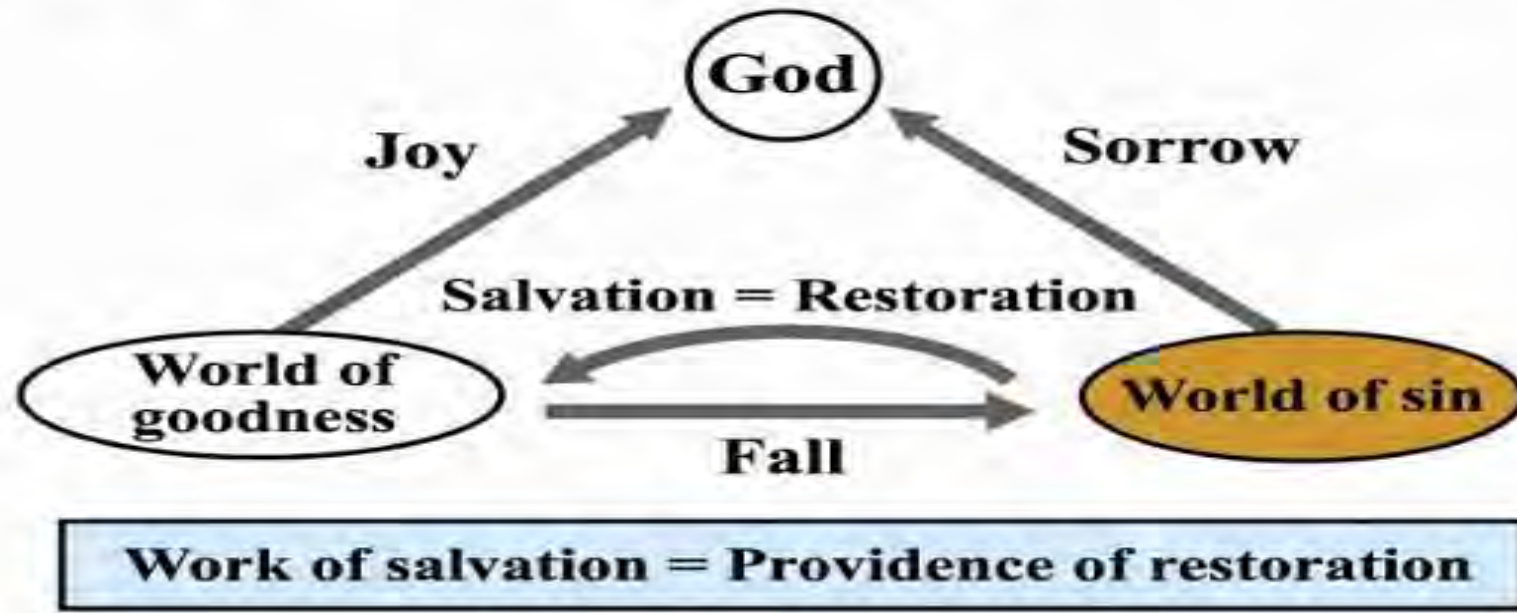 God
Joy
Sorrow
Salvation = Restoration
World of
goodness
World of sin
Fall
Work of salvation = Providence of restoration